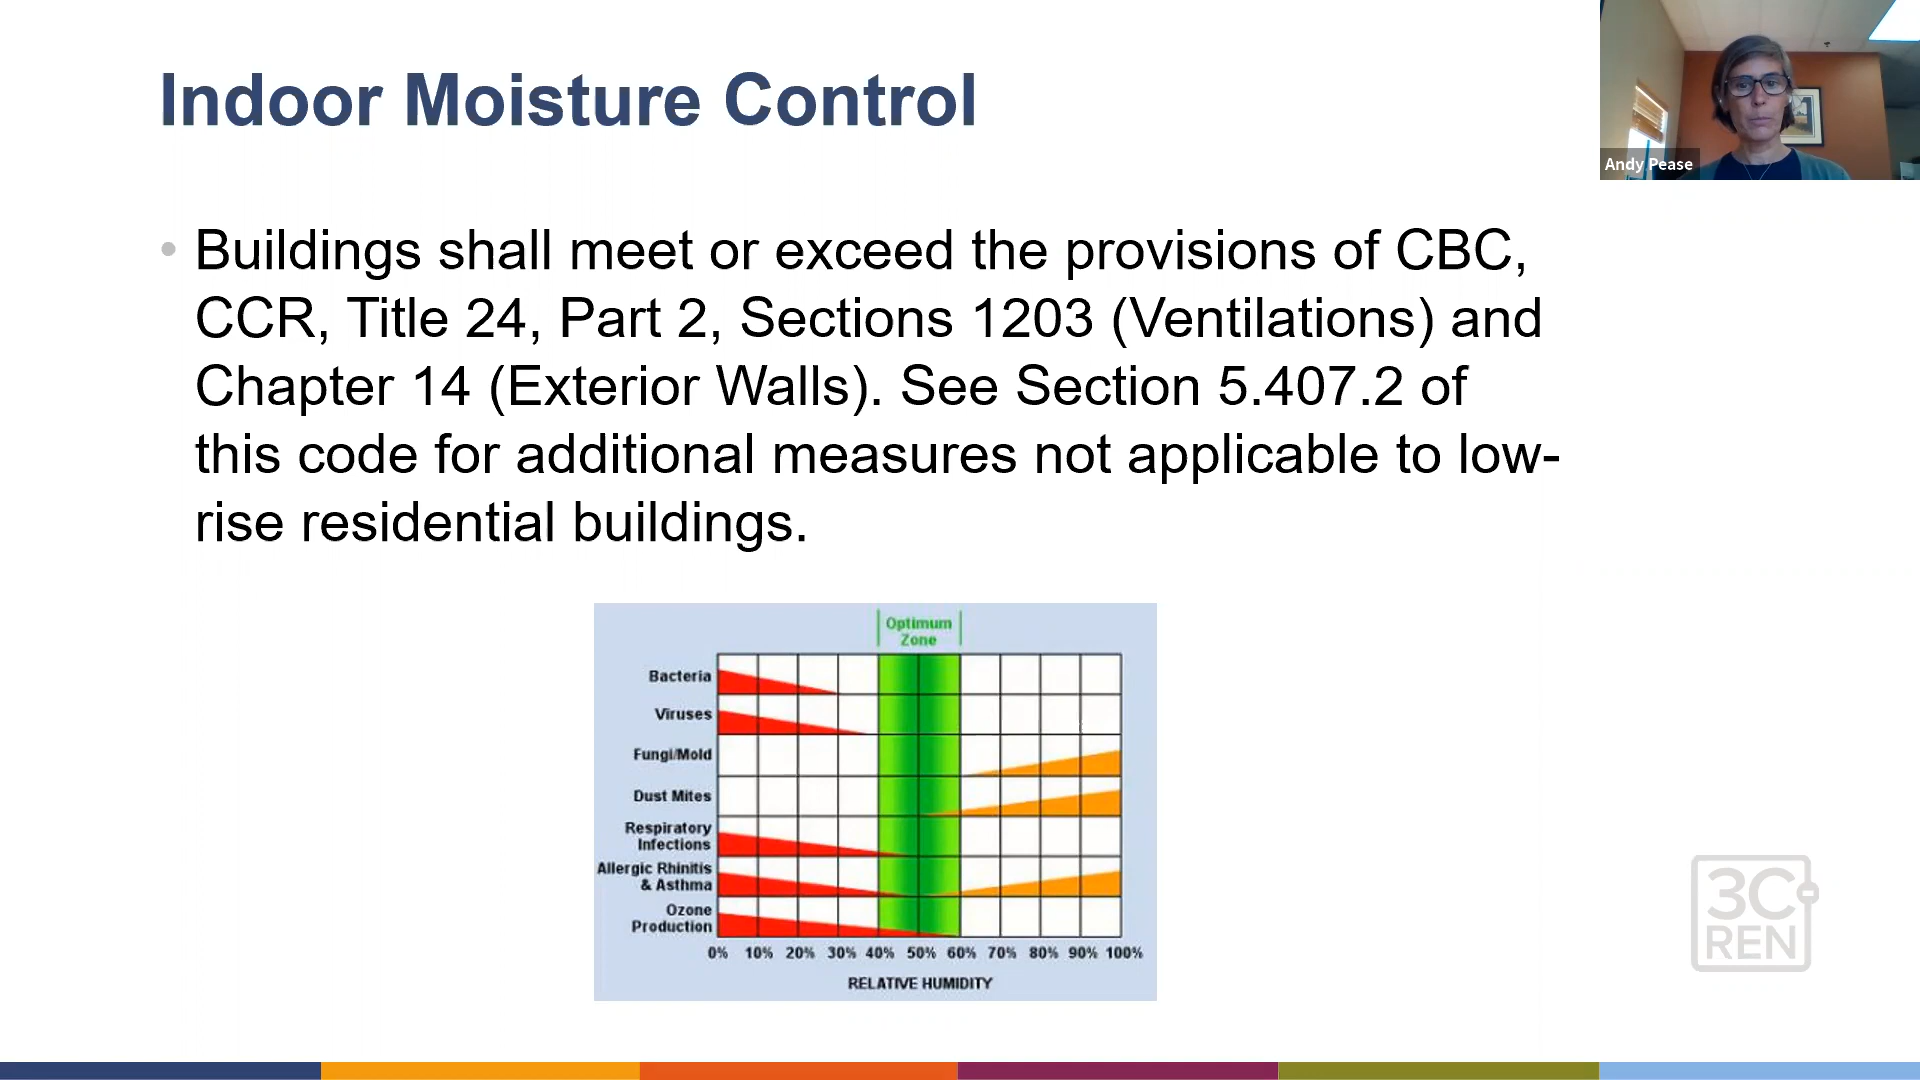 Indoor Moisture Control
Andy Pease
• Buildings shall meet or exceed the provisions of CBC,
CCR, Title 24, Part 2, Sections 1203 (Ventilations) and
Chapter 14 (Exterior Walls). See Section 5.407.2 of
this code for additional measures not applicable to low-
rise residential buildings.
Optimum
Zone
Bacteria
Viruses
Fungi/Mold
Dust Mites
Respiratory
Infections
Allergic Rhinitis
& Asthma
Ozone
Production
0% 10% 20% 30% 40% 50% 60% 70% 80% 90% 100%
RELATIVE HUMIDITY
3C
REN